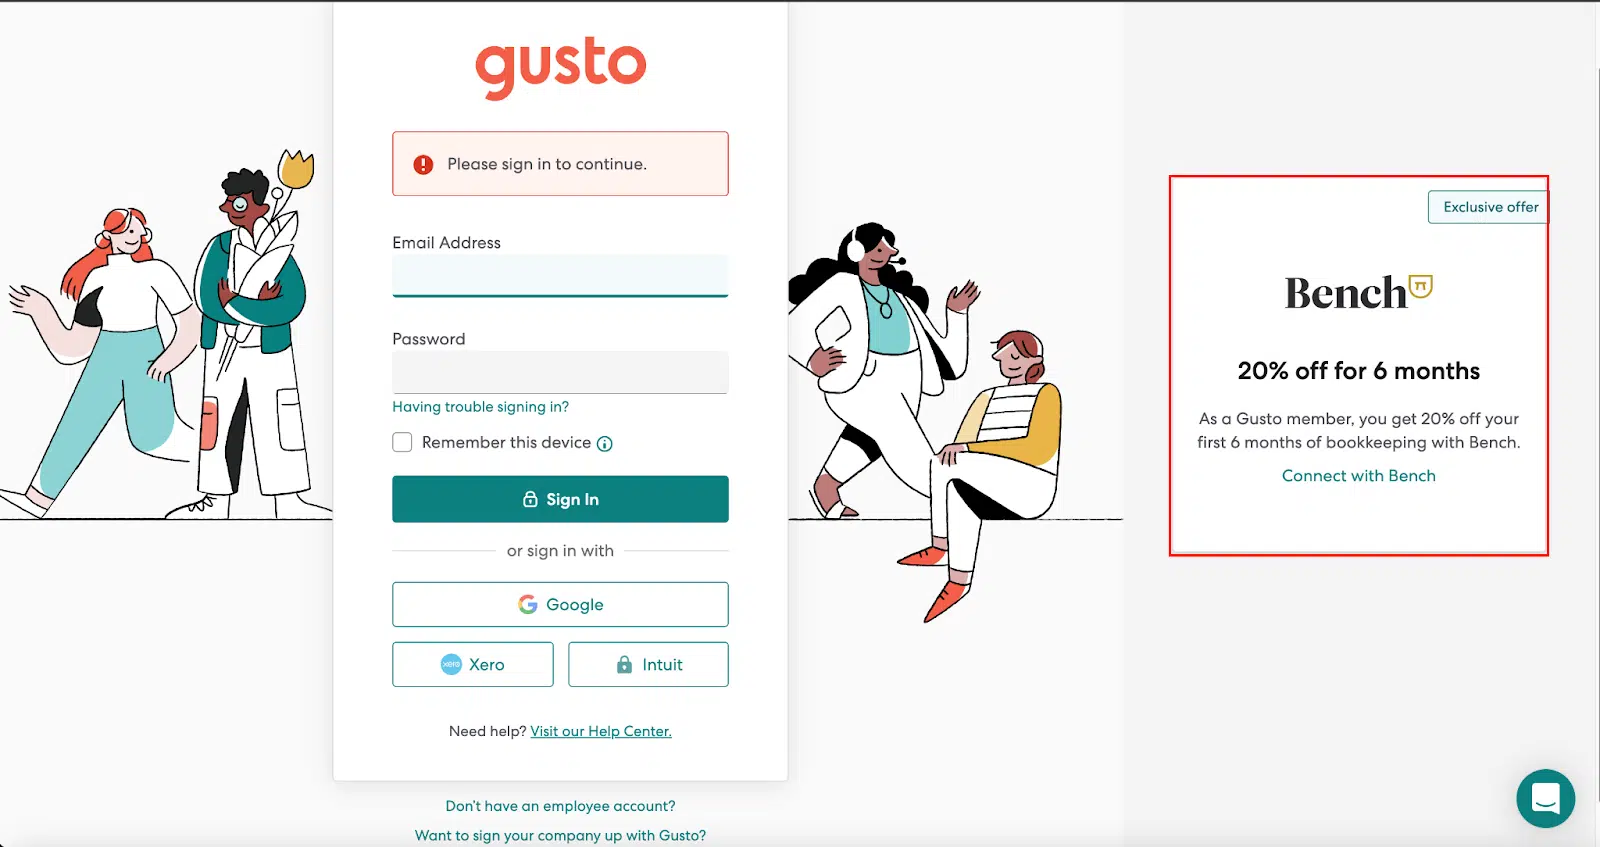 gusto
Please sign in to continue.
Email Address
Password
Having trouble signing in?
Remember this device
Sign In
or sign in with
Google
xero Xero
Intuit
Need help? Visit our Help Center.
Don't have an employee account?
Want to sign your company up with Gusto?
Exclusive offer
Bench
20% off for 6 months
As a Gusto member, you get 20% off your
first 6 months of bookkeeping with Bench.
Connect with Bench